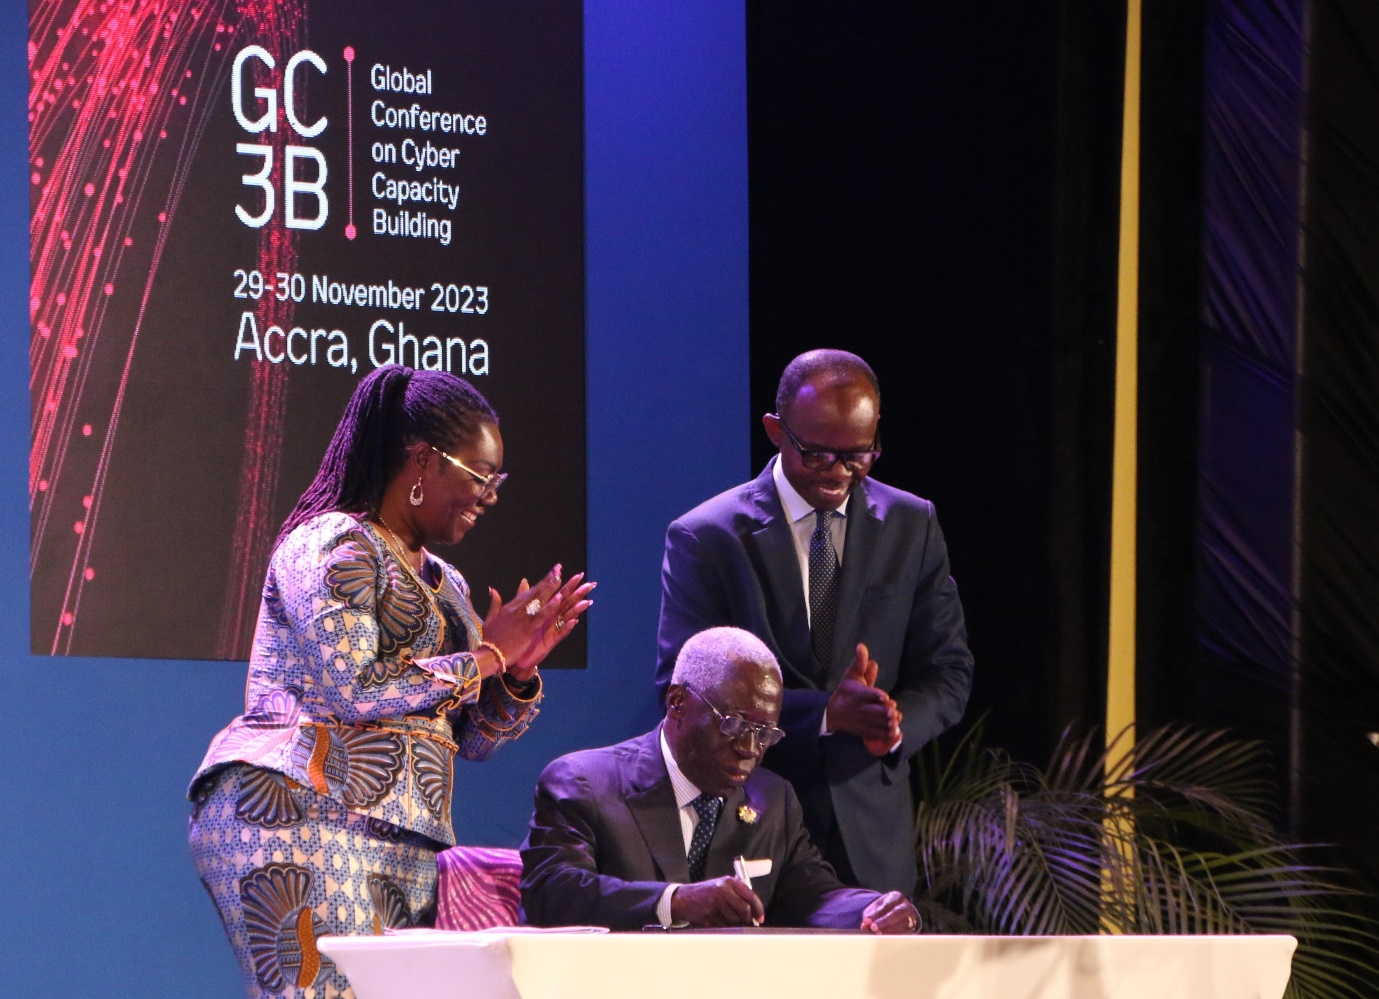 GC
3B
Global
Conference
on Cyber
Capacity
Building
29-30 November 2023
Accra, Ghana